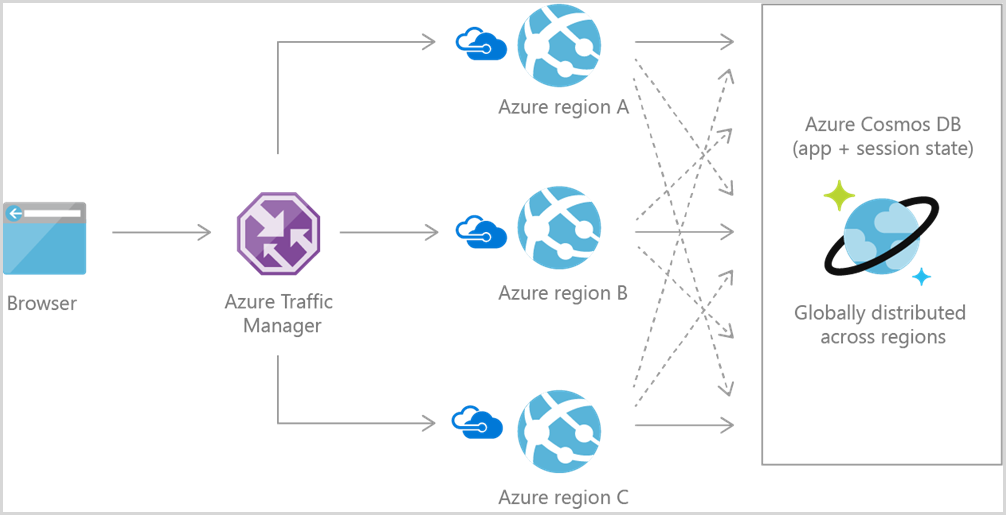 Browser
Azure Traffic
Manager
Azure region A
Azure region B
Azure region C
Azure Cosmos DB
(app + session state)
Globally distributed
across regions